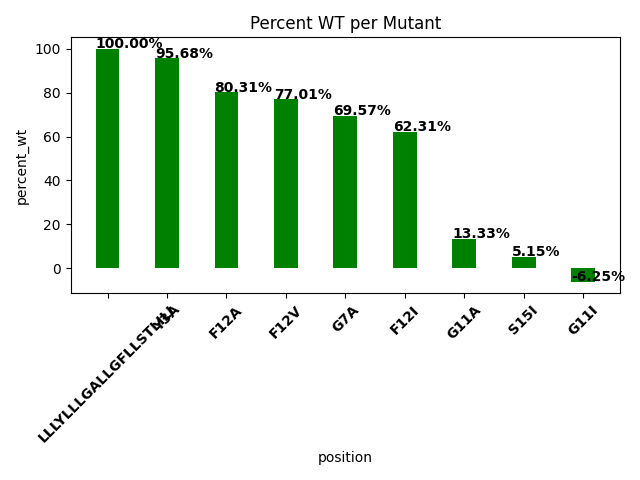 Percent WT per Mutant
percent_wt
100
80
60
40
20
0
100.00%
95.68%
80.31%
77.01%
69.57%
62.31%
13.33%
5.15%
-6.25%
Y3A
F12A
F12V
G7A
F12I
G11A
S15I
G11I
position